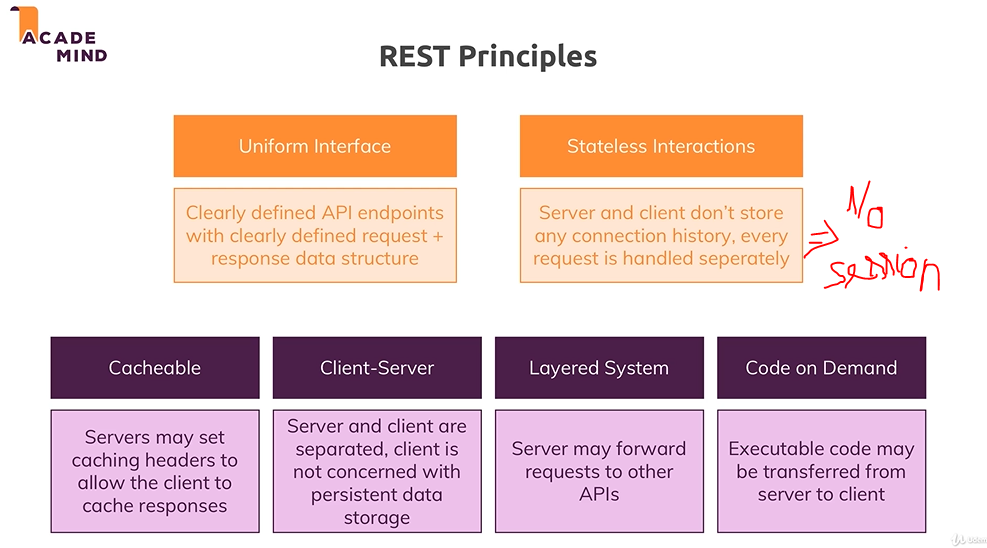 ACADE
MIND
REST Principles
Uniform Interface
Clearly defined API endpoints
with clearly defined request +
response data structure
Stateless Interactions
Server and client don't store
any connection history, every
request is handled seperately
⇒ No
session
Cacheable
Servers may set
caching headers to
allow the client to
cache responses
Client-Server
Server and client are
separated, client is
not concerned with
persistent data
storage
Layered System
Server may forward
requests to other
APIs
Code on Demand
Executable code may
be transferred from
server to client
Udemy